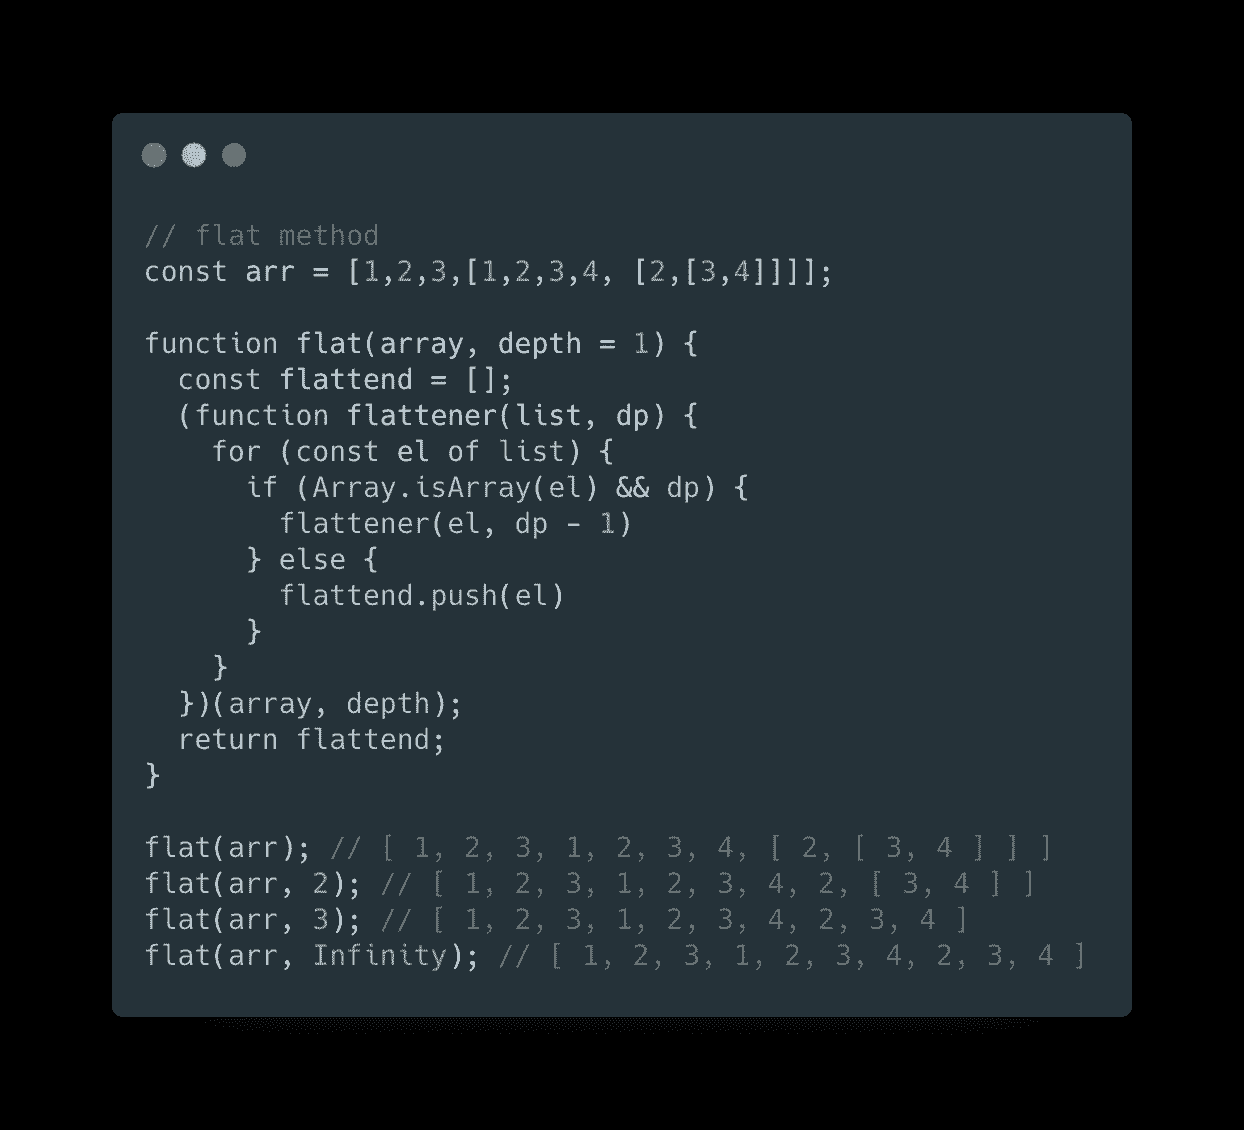 // flat method
const arr = [1,2,3,[1,2,3,4, [2,[3,4]]]];
function flat(array, depth = 1) {
  const flattend = [];
  (function flattener(list, dp) {
    for (const el of list) {
      if (Array.isArray(el) && dp) {
        flattener(el, dp - 1)
      } else {
        flattend.push(el)
      }
    }
  })(array, depth);
  return flattend;
}
flat(arr); // [ 1, 2, 3, 1, 2, 3, 4, [ 2, [ 3, 4 ] ] ]
flat(arr, 2); // [ 1, 2, 3, 1, 2, 3, 4, 2, [ 3, 4 ] ]
flat(arr, 3); // [ 1, 2, 3, 1, 2, 3, 4, 2, 3, 4 ]
flat(arr, Infinity); // [ 1, 2, 3, 1, 2, 3, 4, 2, 3, 4 ]